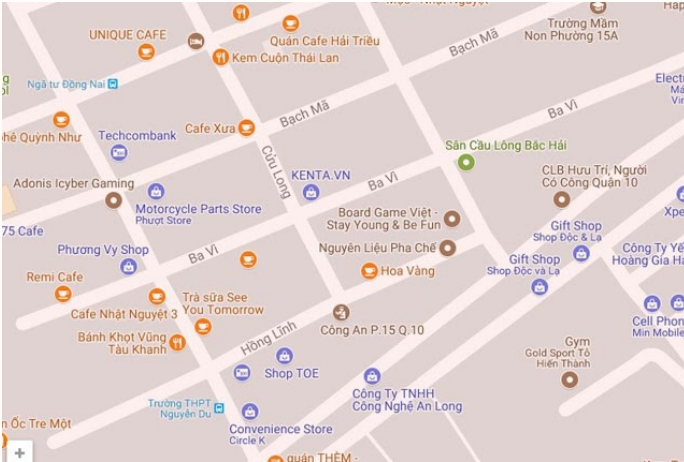 Trường Mầm
Non Phường 15A
UNIQUE CAFE
Quán Cafe Hải Triều
Kem Cuộn Thái Lan
Bạch Mã
Ngã tư Đồng Nai
Bạch Mã
Ba Vì
Quỳnh Như
Techcombank
Cafe Xưa
Sân Cầu Lông Bắc Hải
Cửu Long
KENTA.VN
Ba Vì
CLB Hưu Trí, Người
Có Công Quận 10
Adonis Icyber Gaming
Motorcycle Parts Store
Phượt Store
Board Game Việt -
Stay Young & Be Fun
75 Cafe
Nguyên Liệu Pha Chế
Gift Shop
Shop Độc & Lạ
Phương Vy Shop
Ba Vì
Gift Shop
Shop Độc và Lạ
Công Ty
Hoàng Gia
Hoa Vàng
Remi Cafe
Cafe Nhật Nguyệt 3
Trà sữa See
You Tomorrow
Công An P.15 Q.10
Cell
Min Mobile
Bánh Khọt Vũng
Tàu Khanh
Hồng Lĩnh
Gym
Gold Sport Tô
Hiến Thành
Shop TOE
Trường THPT
Nguyễn Du
Công Ty TNHH
Công Nghệ An Long
Convenience Store
Circle K
Ốc Tre Một
quán THÈM -
+